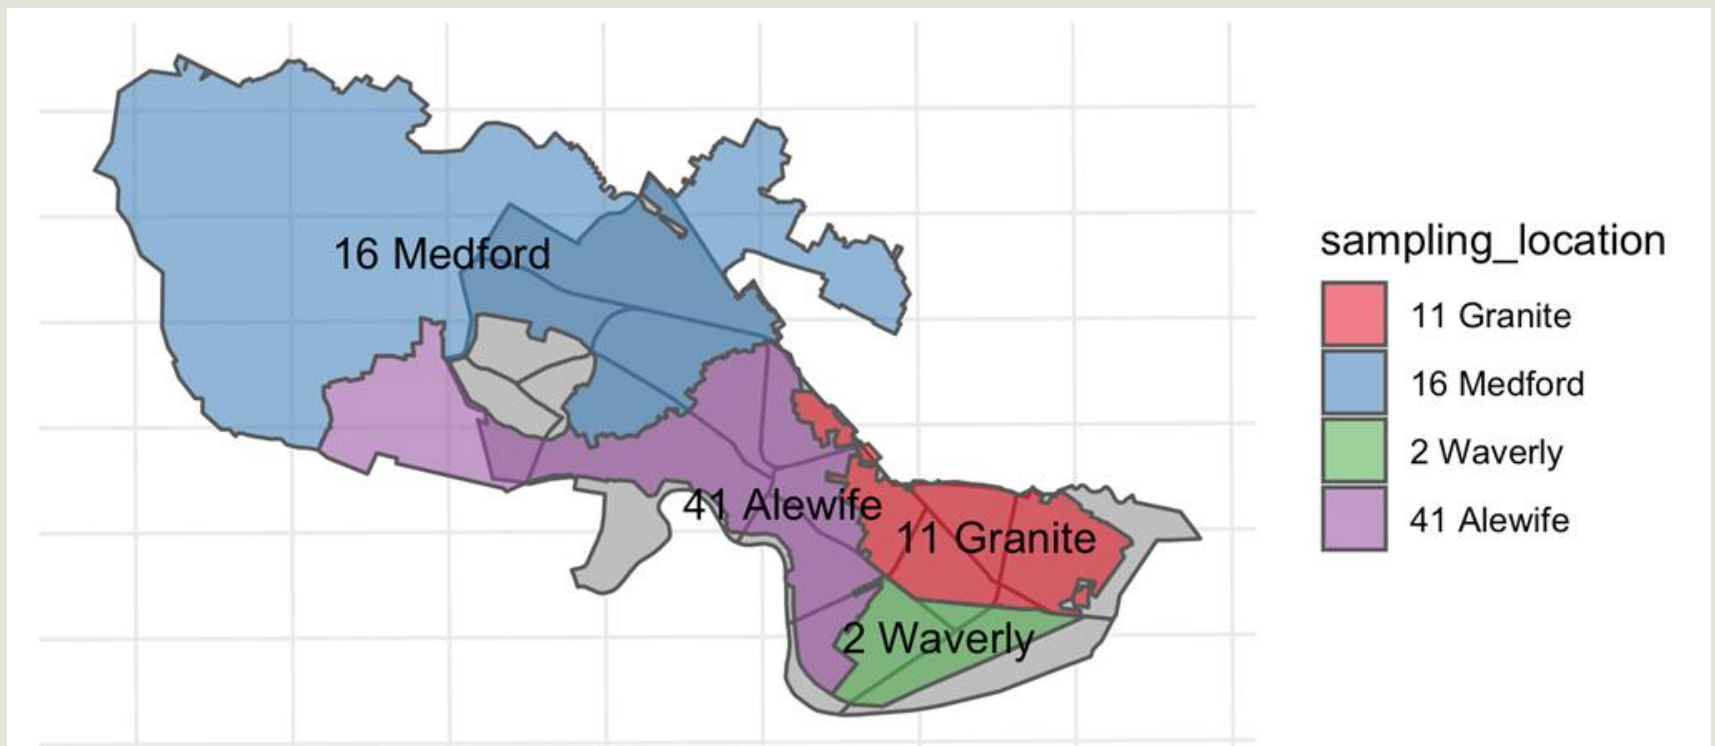 16 Medford
41 Alewife
11 Granite
2 Waverly
sampling_location
11 Granite
16 Medford
2 Waverly
41 Alewife